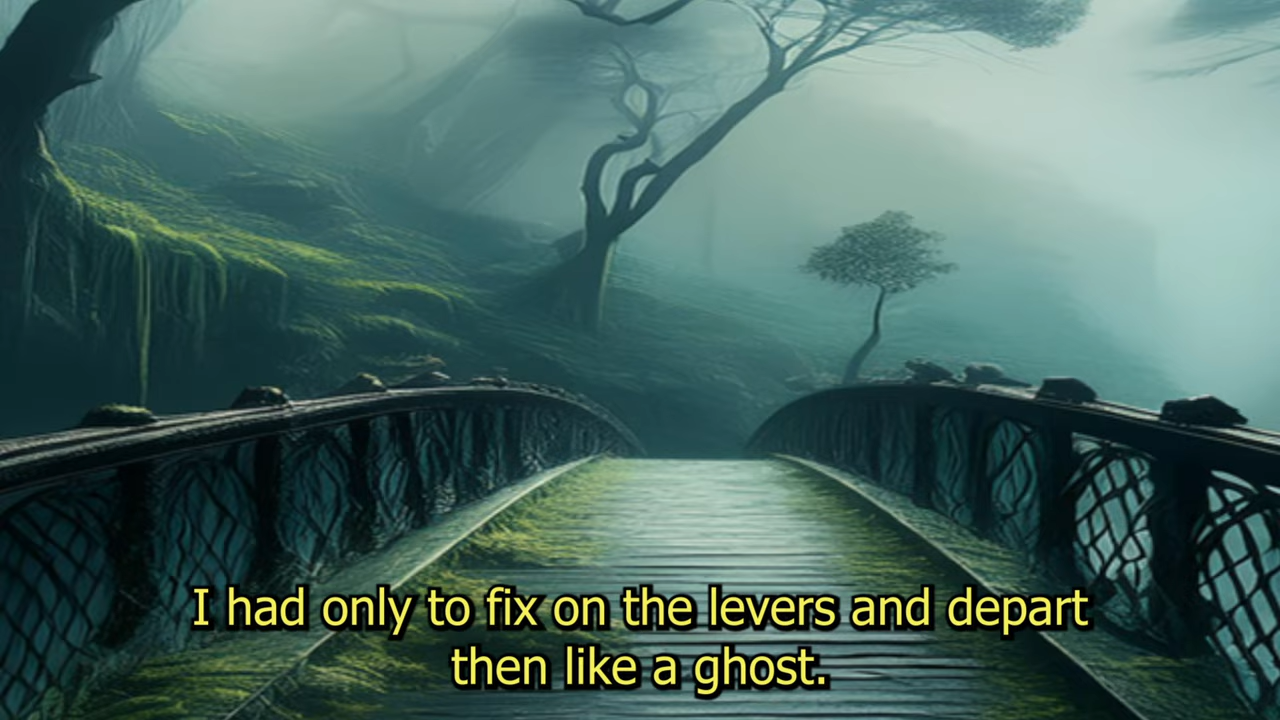 I had only to fix on the levers and depart
then like a ghost.